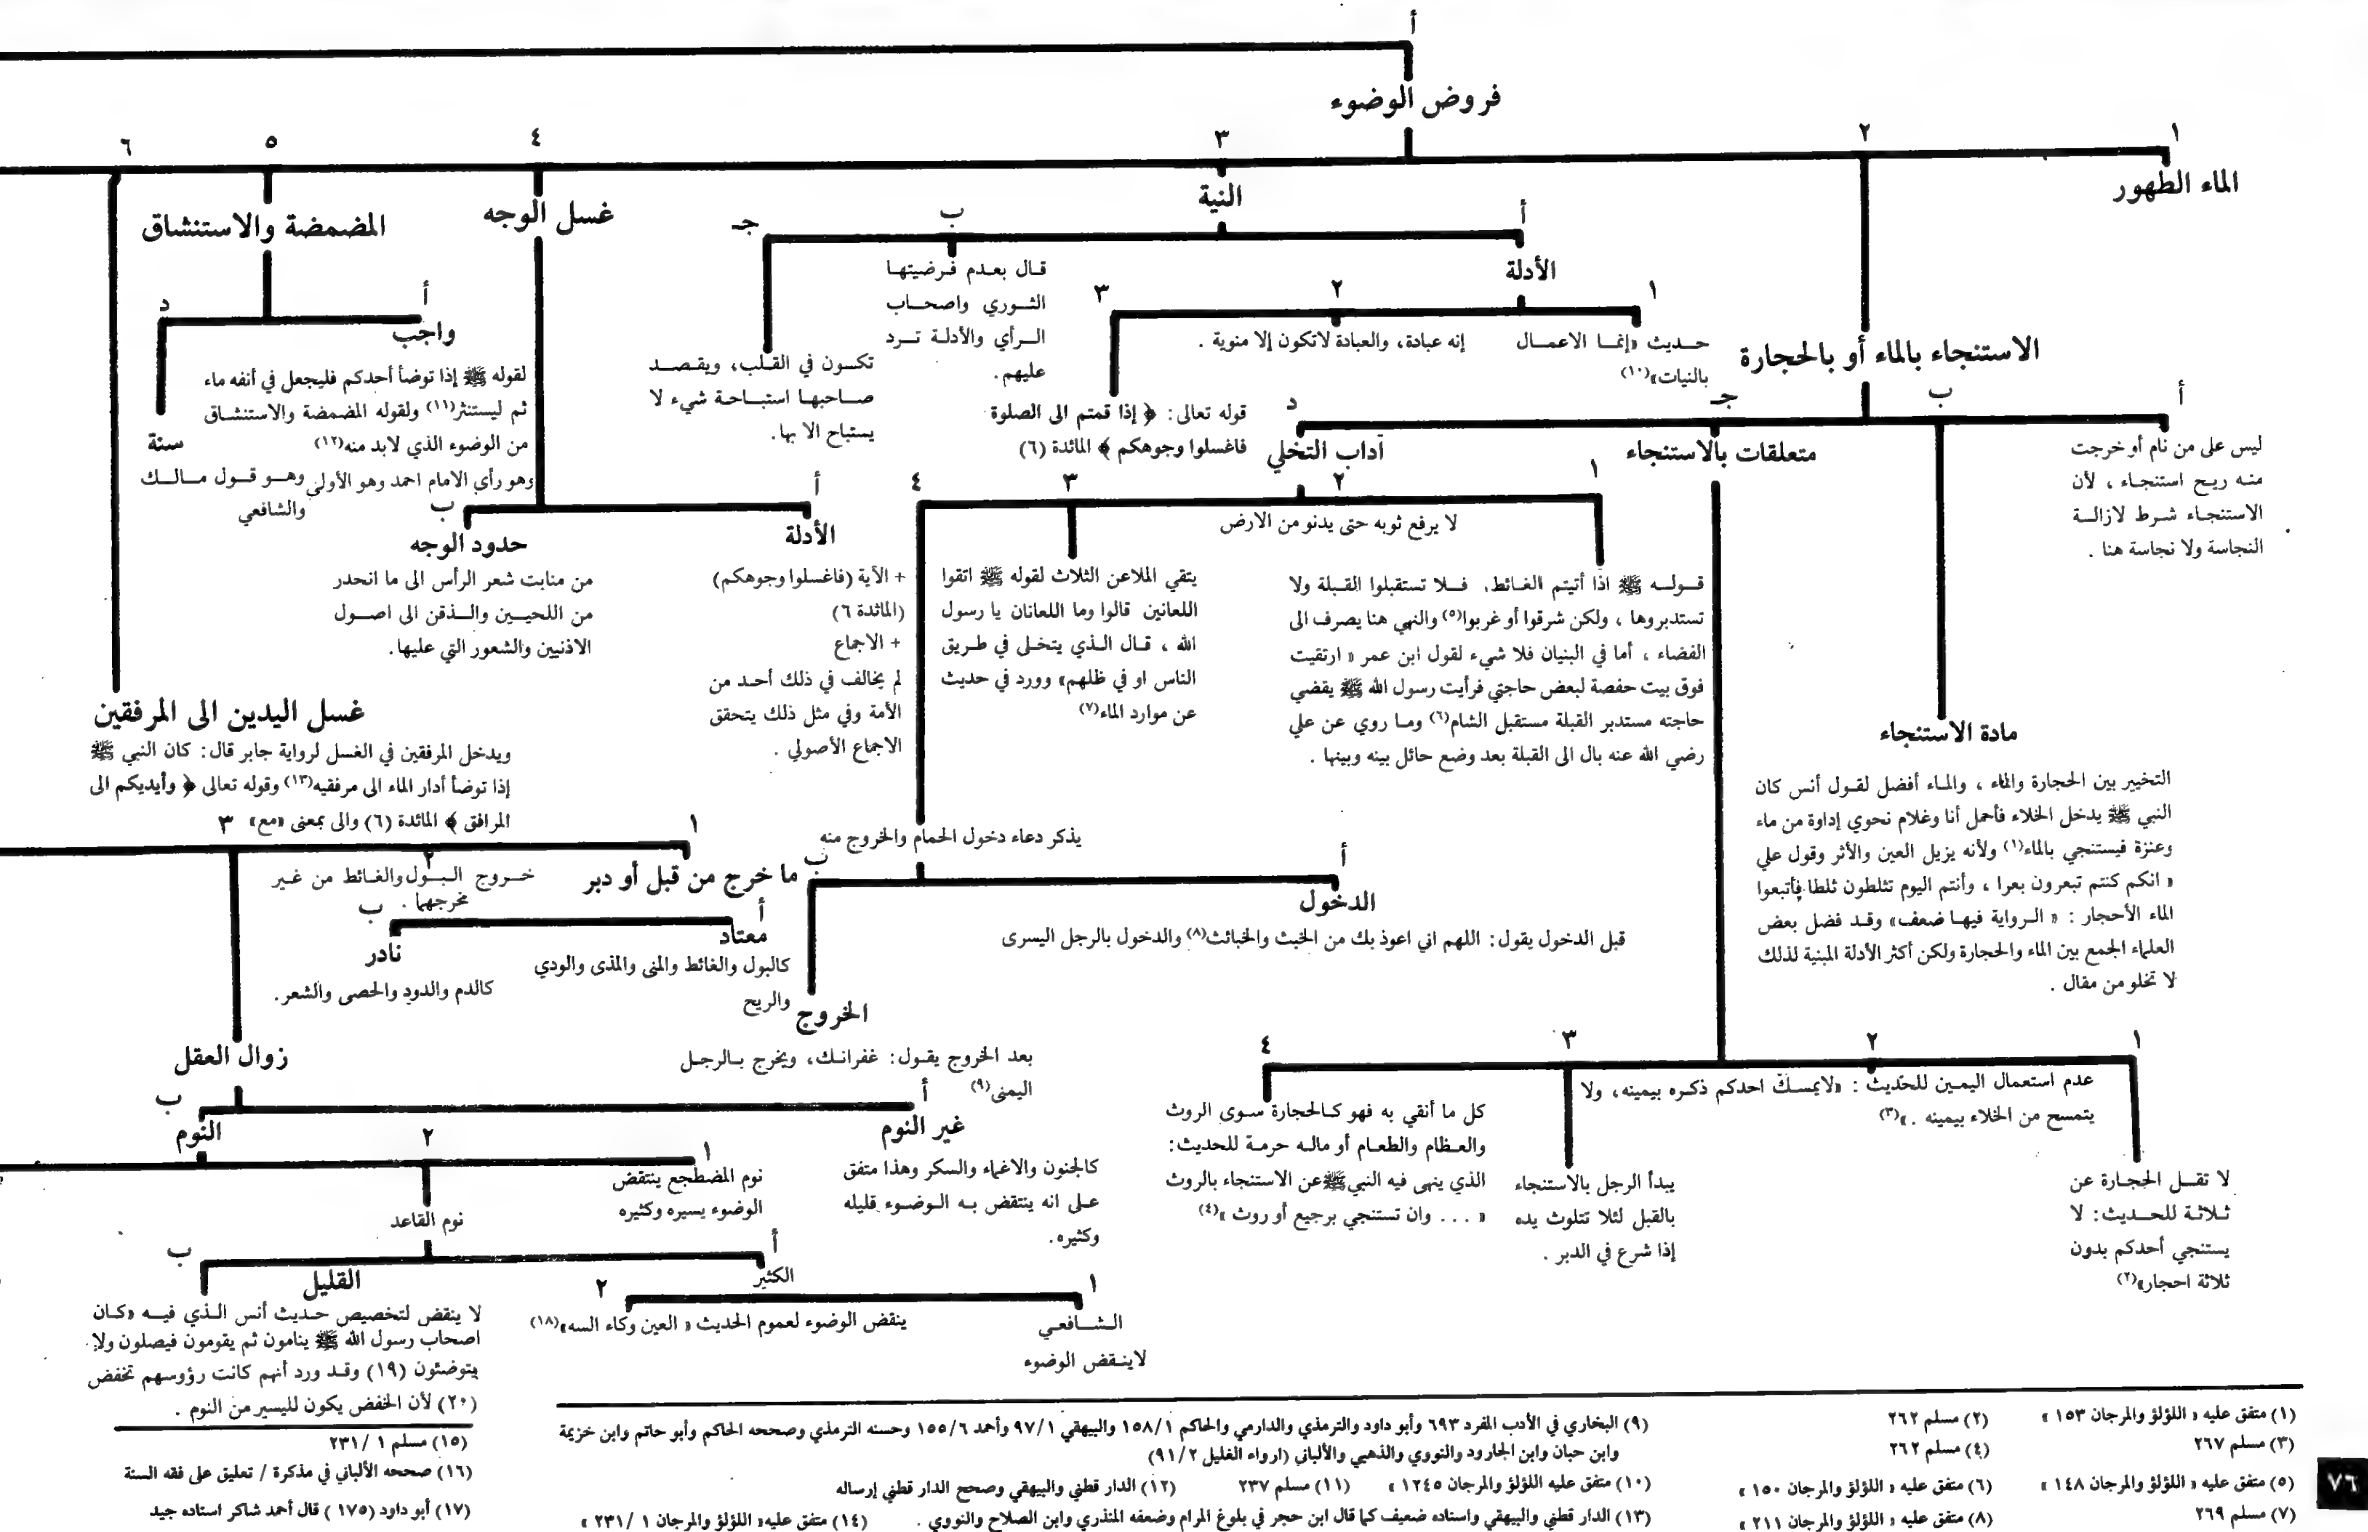 أ
فروض الوضوء
١
٢
٣
٤
٥
٦
الماء الطهور
الاستنجاء بالماء أو بالحجارة
أ
ب
جـ
د
ليس على من نام أو خرجت
منه ريح استنجاء ، لأن
الاستنجاء شرط لازالة
النجاسة ولا نجاسة هنا .
مادة الاستنجاء
التخيير بين الحجارة والماء ، والماء أفضل لقول أنس كان
النبي ﷺ يدخل الخلاء فأحمل أنا وغلام نحوي إداوة من ماء
وعنزة فيستنجي بالماء(١) ولأنه يزيل العين والأثر وقول علي
« انكم كنتم تبعرون بعرا ، وأنتم اليوم تثلطون ثلطا فأتبعوا
الماء الأحجار : « الرواية فيها ضعف» وقد فضل بعض
العلماء الجمع بين الماء والحجارة ولكن أكثر الأدلة المبنية لذلك
لا تخلو من مقال .
متعلقات بالاستنجاء
١
٢
٣
٤
لا تقل الحجارة عن
ثلاثة للحديث: لا
يستنجي أحدكم بدون
ثلاثة احجار»(٢)
عدم استعمال اليمين للحديث : «لايمسكّ احدكم ذكره بيمينه، ولا
يتمسح من الخلاء بيمينه .»(٣)
يبدأ الرجل بالاستنجاء
بالقبل لئلا تتلوث يده
إذا شرع في الدبر .
كل ما أنقي به فهو كالحجارة سوى الروث
والعظام والطعام أو ماله حرمة للحديث:
الذي ينهى فيه النبي ﷺ عن الاستنجاء بالروث
« ... وان تستنجي برجيع أو روث »(٤)
آداب التخلي
١
٢
٣
٤
قوله ﷺ اذا أتيتم الغائط، فلا تستقبلوا القبلة ولا
تستدبروها ، ولكن شرقوا أو غربوا(٥) والنهي هنا يصرف الى
الفضاء ، أما في البنيان فلا شيء لقول ابن عمر « ارتقيت
فوق بيت حفصة لبعض حاجتي فرأيت رسول الله ﷺ يقضي
حاجته مستدبر القبلة مستقبل الشام(٦) وما روي عن علي
رضي الله عنه بال الى القبلة بعد وضع حائل بينه وبينها .
لا يرفع ثوبه حتى يدنو من الارض
يتقي الملاعن الثلاث لقوله ﷺ اتقوا
اللعانين قالوا وما اللعانان يا رسول
الله ، قال الذي يتخلى في طريق
الناس او في ظلهم» وورد في حديث
عن موارد الماء(٧)
يذكر دعاء دخول الحمام والخروج منه
أ
ب
الدخول
قبل الدخول يقول: اللهم اني اعوذ بك من الخبث والخبائث(٨) والدخول بالرجل اليسرى
الخروج
بعد الخروج يقول: غفرانك، ويخرج بالرجل
اليمنى(٩)
النية
أ
ب
جـ
الأدلة
١
٢
٣
حديث «إنما الاعمال
بالنيات»(١٠)
إنه عبادة، والعبادة لاتكون إلا منوية .
قوله تعالى: ﴿ إذا قمتم الى الصلوة
فاغسلوا وجوهكم ﴾ المائدة (٦)
قال بعدم فرضيتها
الثوري واصحاب
الرأي والأدلة ترد
عليهم.
تكون في القلب، ويقصد
صاحبها استباحة شيء لا
يستباح الا بها.
غسل الوجه
أ
ب
الأدلة
+ الآية (فاغسلوا وجوهكم)
(المائدة ٦)
+ الاجماع
لم يخالف في ذلك أحد من
الأمة وفي مثل ذلك يتحقق
الاجماع الأصولي .
حدود الوجه
من منابت شعر الرأس الى ما انحدر
من اللحيين والذقن الى اصول
الاذنيين والشعور التي عليها.
المضمضة والاستنشاق
أ
د
واجب
لقوله ﷺ إذا توضأ أحدكم فليجعل في أنفه ماء
ثم ليستنثر(١١) ولقوله المضمضة والاستنشاق
من الوضوء الذي لابد منه(١٢)
وهو رأي الامام احمد وهو الأولى
سنة
وهو قول مالك
والشافعي
غسل اليدين الى المرفقين
ويدخل المرفقين في الغسل لرواية جابر قال: كان النبي ﷺ
إذا توضأ أدار الماء الى مرفقيه(١٣) وقوله تعالى ﴿ وأيديكم الى
المرافق ﴾ المائدة (٦) والى بمعنى «مع»
١
٢
٣
ما خرج من قبل أو دبر
أ
ب
معتاد
كالبول والغائط والمنى والمذى والودي
والريح
نادر
كالدم والدود والحصى والشعر.
خروج البول والغائط من غير
مخرجهما .
زوال العقل
أ
ب
غير النوم
كالجنون والاغماء والسكر وهذا متفق
على انه ينتقض به الوضوء قليله
وكثيره.
النوم
١
٢
نوم المضطجع ينتقض
الوضوء يسيره وكثيره
نوم القاعد
أ
ب
الكثير
١
٢
الشافعي
لاينقض الوضوء
ينقض الوضوء لعموم الحديث « العين وكاء السه»(١٨)
القليل
لا ينقض لتخصيص حديث أنس الذي فيه «كان
اصحاب رسول الله ﷺ ينامون ثم يقومون فيصلون ولا
يتوضئون (١٩) وقد ورد أنهم كانت رؤوسهم تخفض
(٢٠) لأن الخفض يكون لليسير من النوم .
(١) متفق عليه « اللؤلؤ والمرجان ١٥٣ »
(٢) مسلم ٢٦٢
(٣) مسلم ٢٦٧
(٤) مسلم ٢٦٢
(٥) متفق عليه « اللؤلؤ والمرجان ١٤٨ »
(٦) متفق عليه « اللؤلؤ والمرجان ١٥٠ »
(٧) مسلم ٢٦٩
(٨) متفق عليه « اللؤلؤ والمرجان ٢١١ »
(٩) البخاري في الأدب المفرد ٦٩٣ وأبو داود والترمذي والدارمي والحاكم ١٥٨/١ والبيهقي ٩٧/١ وأحمد ١٥٥/٦ وحسنه الترمذي وصححه الحاكم وأبو حاتم وابن خزيمة
وابن حبان وابن الجارود والنووي والذهبي والألباني (ارواء الغليل ٩١/٢)
(١٠) متفق عليه اللؤلؤ والمرجان ١٢٤٥ »
(١١) مسلم ٢٣٧
(١٢) الدار قطني والبيهقي وصحح الدار قطني إرساله
(١٣) الدار قطني والبيهقي واسناده ضعيف كما قال ابن حجر في بلوغ المرام وضعفه المنذري وابن الصلاح والنووي .
(١٤) متفق عليه« اللؤلؤ والمرجان ١ /٢٣١ »
(١٥) مسلم ١ /٢٣١
(١٦) صححه الألباني في مذكرة / تعليق على فقه السنة
(١٧) أبو داود (١٧٥ ) قال أحمد شاكر اسناده جيد
٧٦